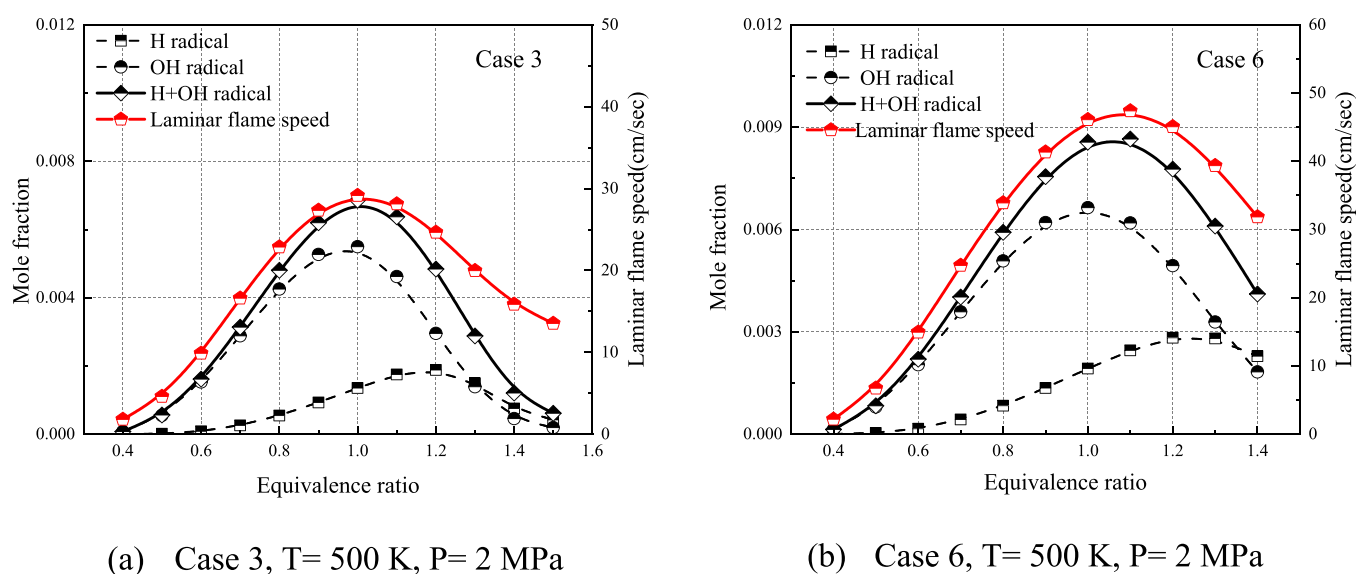 0.012
0.008
0.004
0.000
Mole fraction
H radical
OH radical
H+OH radical
Laminar flame speed
Case 3
50
40
30
20
10
0
Laminar flame speed(cm/sec)
0.4 0.6 0.8 1.0 1.2 1.4 1.6
Equivalence ratio
(a) Case 3, T= 500 K, P= 2 MPa
0.012
0.009
0.006
0.003
0.000
Mole fraction
H radical
OH radical
H+OH radical
Laminar flame speed
Case 6
60
50
40
30
20
10
0
Laminar flame speed(cm/sec)
0.4 0.6 0.8 1.0 1.2 1.4
Equivalence ratio
(b) Case 6, T= 500 K, P= 2 MPa